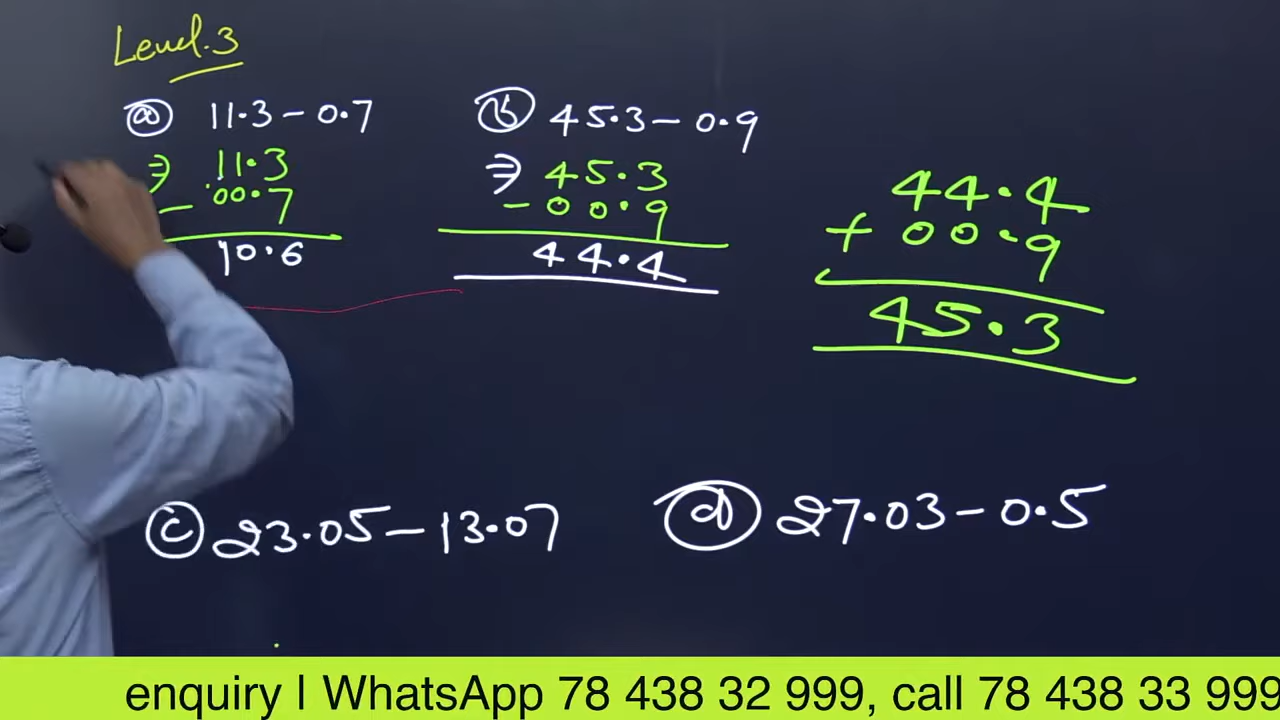 Level.3
ⓐ 11.3 - 0.7
⇒ 11.3
- 00.7
10.6
ⓑ 45.3 - 0.9
⇒ 45.3
- 00.9
44.4
44.4
+ 00.9
45.3
ⓒ 23.05 - 13.07
ⓓ 27.03 - 0.5
enquiry | WhatsApp 78 438 32 999, call 78 438 33 999